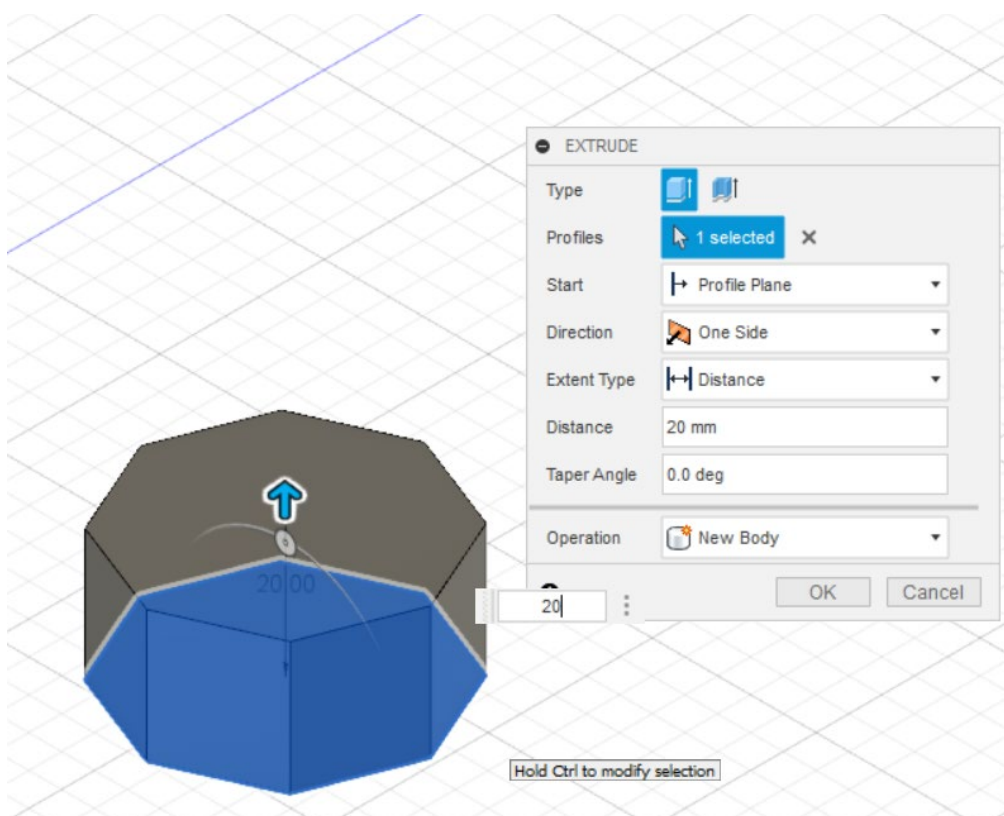 EXTRUDE
Type
Profiles 1 selected
Start Profile Plane
Direction One Side
Extent Type Distance
Distance 20 mm
Taper Angle 0.0 deg
Operation New Body
OK Cancel
20.00
20
Hold Ctrl to modify selection